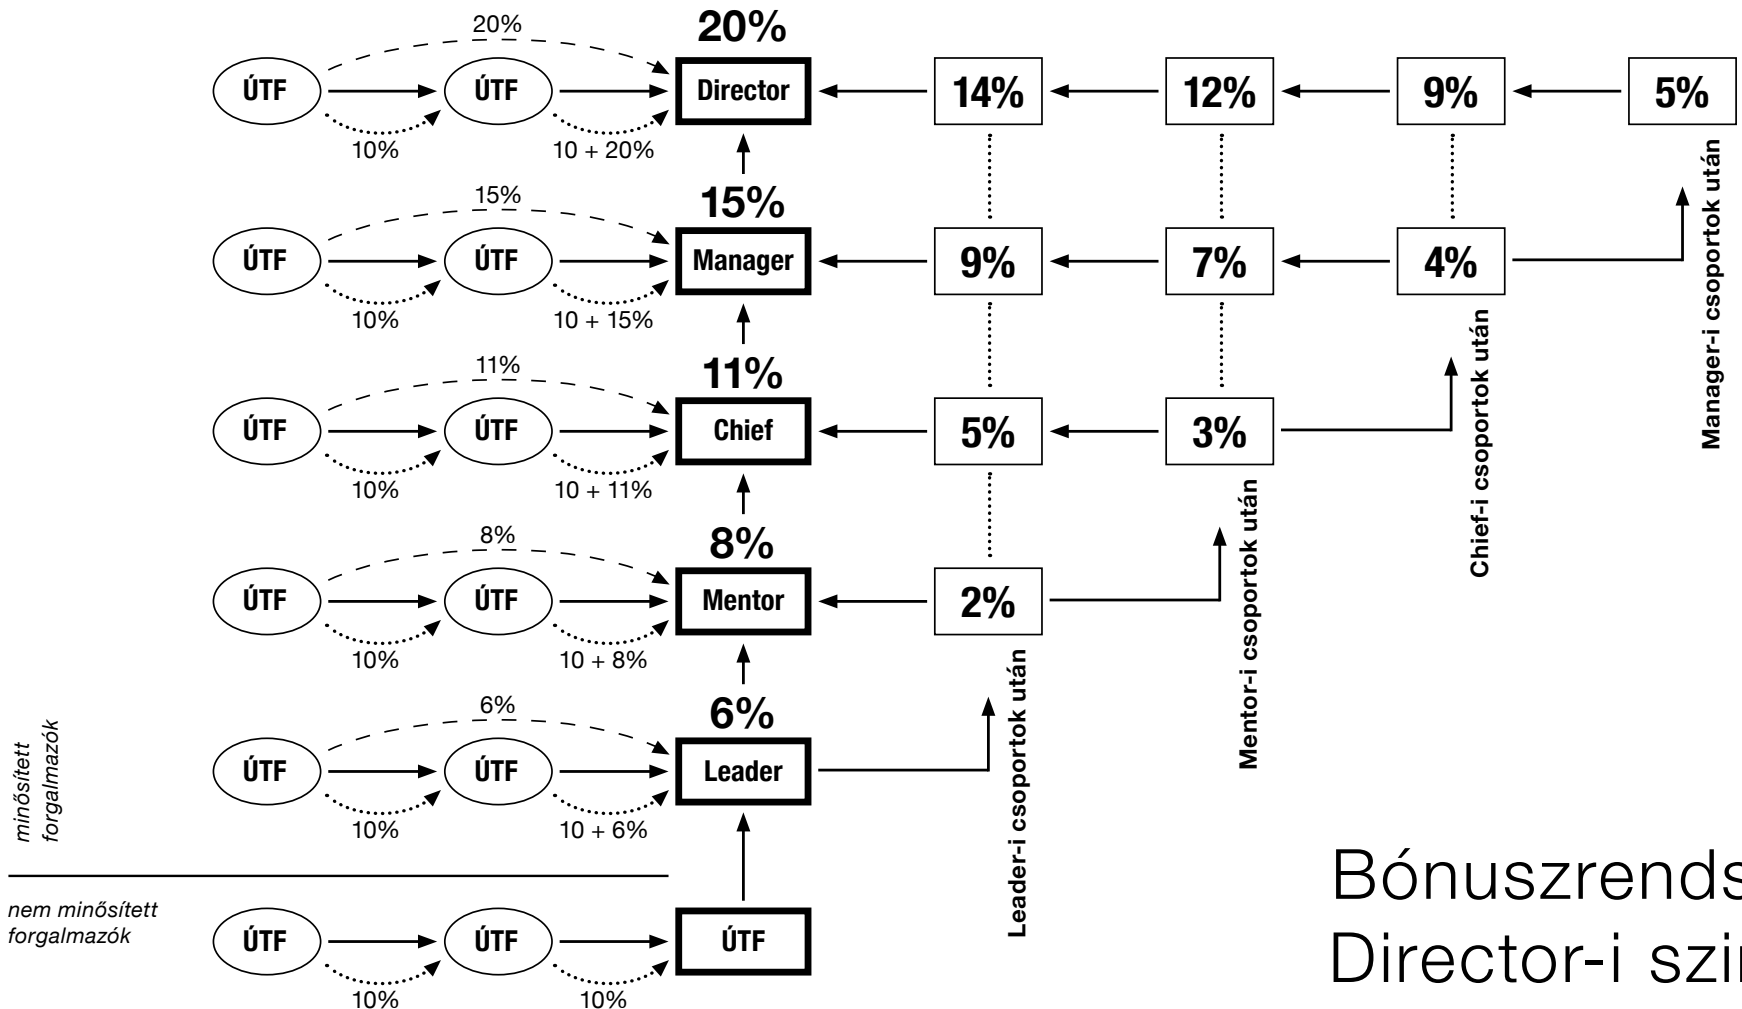 20%
20%
ÚTF
ÚTF
Director
14%
12%
9%
5%
10%
10 + 20%
Manager-i csoportok után
15%
15%
ÚTF
ÚTF
Manager
9%
7%
4%
10%
10 + 15%
Chief-i csoportok után
11%
11%
ÚTF
ÚTF
Chief
5%
3%
10%
10 + 11%
Mentor-i csoportok után
8%
8%
ÚTF
ÚTF
Mentor
2%
10%
10 + 8%
Leader-i csoportok után
6%
6%
minősített
forgalmazók
ÚTF
ÚTF
Leader
10%
10 + 6%
nem minősített
forgalmazók
ÚTF
ÚTF
ÚTF
10%
10%
Bónuszrends
Director-i